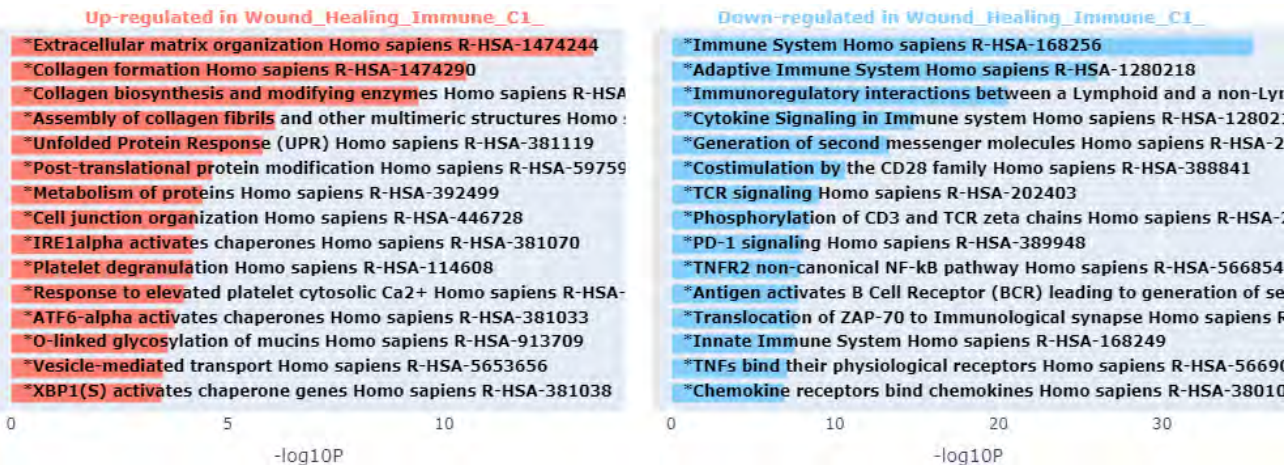 Up-regulated in Wound_Healing_Immune_C1_
*Extracellular matrix organization Homo sapiens R-HSA-1474244
*Collagen formation Homo sapiens R-HSA-1474290
*Collagen biosynthesis and modifying enzymes Homo sapiens R-HSA
*Assembly of collagen fibrils and other multimeric structures Homo
*Unfolded Protein Response (UPR) Homo sapiens R-HSA-381119
*Post-translational protein modification Homo sapiens R-HSA-59759
*Metabolism of proteins Homo sapiens R-HSA-392499
*Cell junction organization Homo sapiens R-HSA-446728
*IRE1alpha activates chaperones Homo sapiens R-HSA-381070
*Platelet degranulation Homo sapiens R-HSA-114608
*Response to elevated platelet cytosolic Ca2+ Homo sapiens R-HSA-
*ATF6-alpha activates chaperones Homo sapiens R-HSA-381033
*O-linked glycosylation of mucins Homo sapiens R-HSA-913709
*Vesicle-mediated transport Homo sapiens R-HSA-5653656
*XBP1(S) activates chaperone genes Homo sapiens R-HSA-381038
0 5 10
-log10P
Down-regulated in Wound_Healing_Immune_C1_
*Immune System Homo sapiens R-HSA-168256
*Adaptive Immune System Homo sapiens R-HSA-1280218
*Immunoregulatory interactions between a Lymphoid and a non-Lyr
*Cytokine Signaling in Immune system Homo sapiens R-HSA-12802
*Generation of second messenger molecules Homo sapiens R-HSA-2
*Costimulation by the CD28 family Homo sapiens R-HSA-388841
*TCR signaling Homo sapiens R-HSA-202403
*Phosphorylation of CD3 and TCR zeta chains Homo sapiens R-HSA-2
*PD-1 signaling Homo sapiens R-HSA-389948
*TNFR2 non-canonical NF-kB pathway Homo sapiens R-HSA-566854
*Antigen activates B Cell Receptor (BCR) leading to generation of se
*Translocation of ZAP-70 to Immunological synapse Homo sapiens R
*Innate Immune System Homo sapiens R-HSA-168249
*TNFs bind their physiological receptors Homo sapiens R-HSA-56690
*Chemokine receptors bind chemokines Homo sapiens R-HSA-38010
0 10 20 30
-log10P